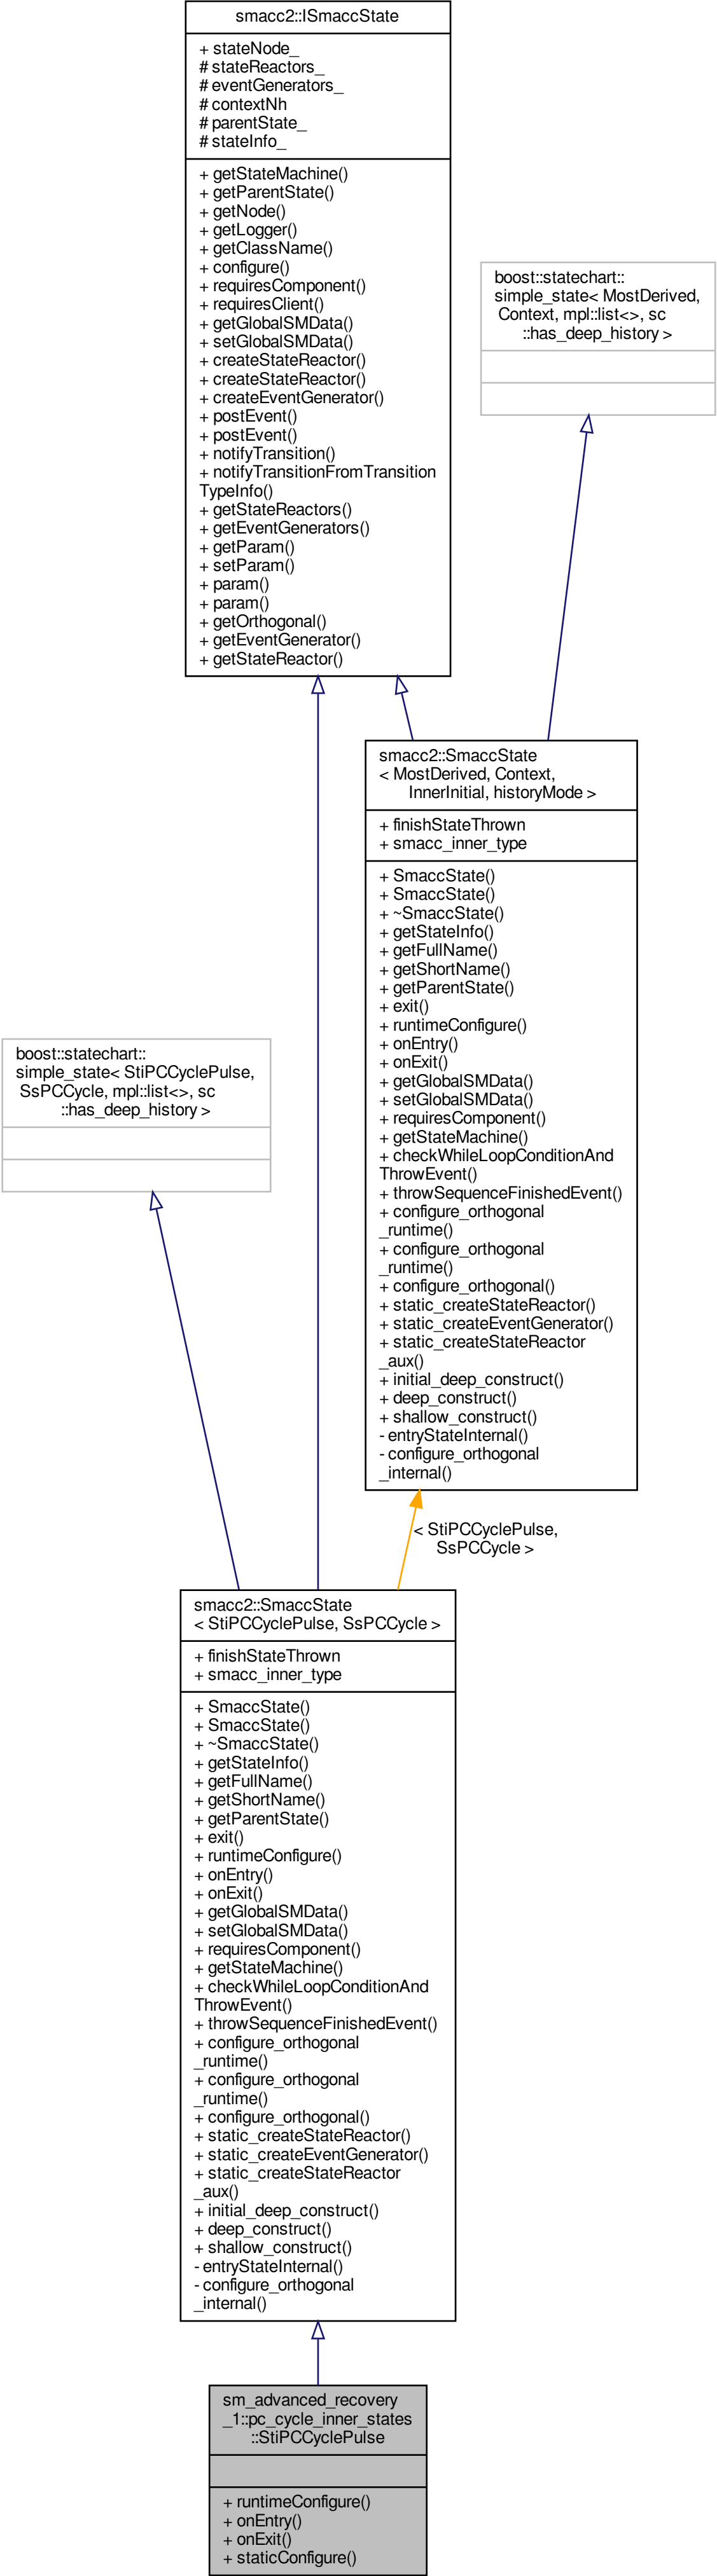 smacc2::ISmaccState
+ stateNode_
# stateReactors_
# eventGenerators_
# contextNh
# parentState_
# stateInfo_
+ getStateMachine()
+ getParentState()
+ getNode()
+ getLogger()
+ getClassName()
+ configure()
+ requiresComponent()
+ requiresClient()
+ getGlobalSMData()
+ setGlobalSMData()
+ createStateReactor()
+ createStateReactor()
+ createEventGenerator()
+ postEvent()
+ postEvent()
+ notifyTransition()
+ notifyTransitionFromTransition
TypeInfo()
+ getStateReactors()
+ getEventGenerators()
+ getParam()
+ setParam()
+ param()
+ param()
+ getOrthogonal()
+ getEventGenerator()
+ getStateReactor()
boost::statechart::
simple_state< MostDerived,
Context, mpl::list<>, sc
::has_deep_history >
smacc2::SmaccState
< MostDerived, Context,
InnerInitial, historyMode >
+ finishStateThrown
+ smacc_inner_type
+ SmaccState()
+ SmaccState()
+ ~SmaccState()
+ getStateInfo()
+ getFullName()
+ getShortName()
+ getParentState()
+ exit()
+ runtimeConfigure()
+ onEntry()
+ onExit()
+ getGlobalSMData()
+ setGlobalSMData()
+ requiresComponent()
+ getStateMachine()
+ checkWhileLoopConditionAnd
ThrowEvent()
+ throwSequenceFinishedEvent()
+ configure_orthogonal
_runtime()
+ configure_orthogonal
_runtime()
+ configure_orthogonal()
+ static_createStateReactor()
+ static_createEventGenerator()
+ static_createStateReactor
_aux()
+ initial_deep_construct()
+ deep_construct()
+ shallow_construct()
- entryStateInternal()
- configure_orthogonal
_internal()
boost::statechart::
simple_state< StiPCCyclePulse,
SsPCCycle, mpl::list<>, sc
::has_deep_history >
< StiPCCyclePulse,
SsPCCycle >
smacc2::SmaccState
< StiPCCyclePulse, SsPCCycle >
+ finishStateThrown
+ smacc_inner_type
+ SmaccState()
+ SmaccState()
+ ~SmaccState()
+ getStateInfo()
+ getFullName()
+ getShortName()
+ getParentState()
+ exit()
+ runtimeConfigure()
+ onEntry()
+ onExit()
+ getGlobalSMData()
+ setGlobalSMData()
+ requiresComponent()
+ getStateMachine()
+ checkWhileLoopConditionAnd
ThrowEvent()
+ throwSequenceFinishedEvent()
+ configure_orthogonal
_runtime()
+ configure_orthogonal
_runtime()
+ configure_orthogonal()
+ static_createStateReactor()
+ static_createEventGenerator()
+ static_createStateReactor
_aux()
+ initial_deep_construct()
+ deep_construct()
+ shallow_construct()
- entryStateInternal()
- configure_orthogonal
_internal()
sm_advanced_recovery
_1::pc_cycle_inner_states
::StiPCCyclePulse
+ runtimeConfigure()
+ onEntry()
+ onExit()
+ staticConfigure()